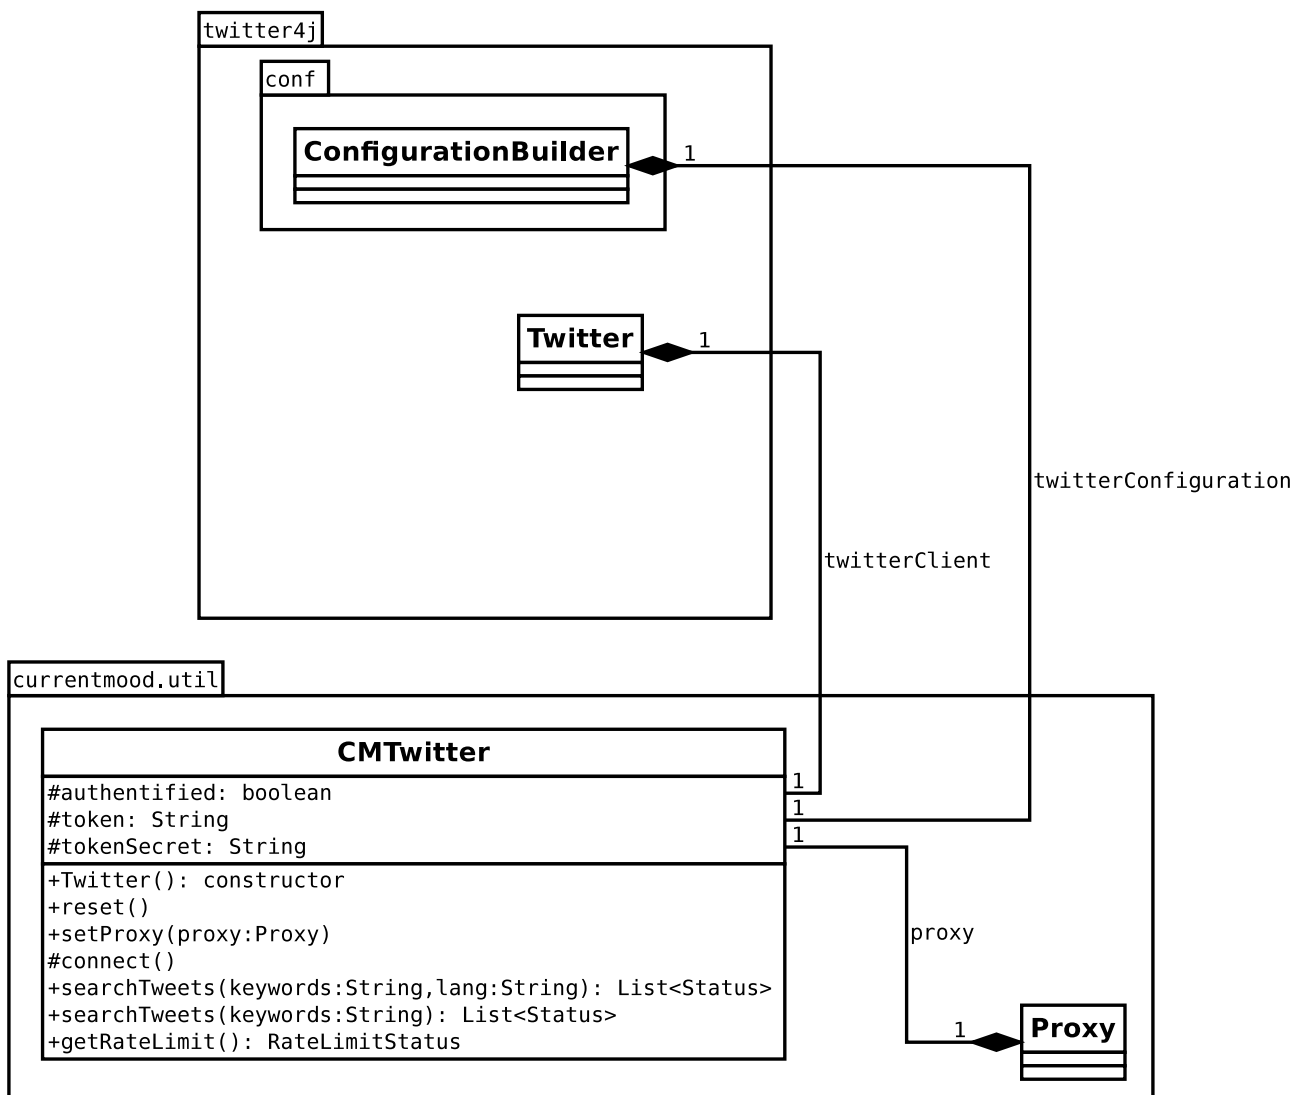 twitter4j
conf
ConfigurationBuilder
1
Twitter
1
twitterConfiguration
twitterClient
currentmood.util
CMTwitter
#authentified: boolean
1
#token: String
1
#tokenSecret: String
1
+Twitter(): constructor
+reset()
+setProxy(proxy:Proxy)
proxy
#connect()
+searchTweets(keywords:String,lang:String): List<Status>
+searchTweets(keywords:String): List<Status>
+getRateLimit(): RateLimitStatus
1
Proxy